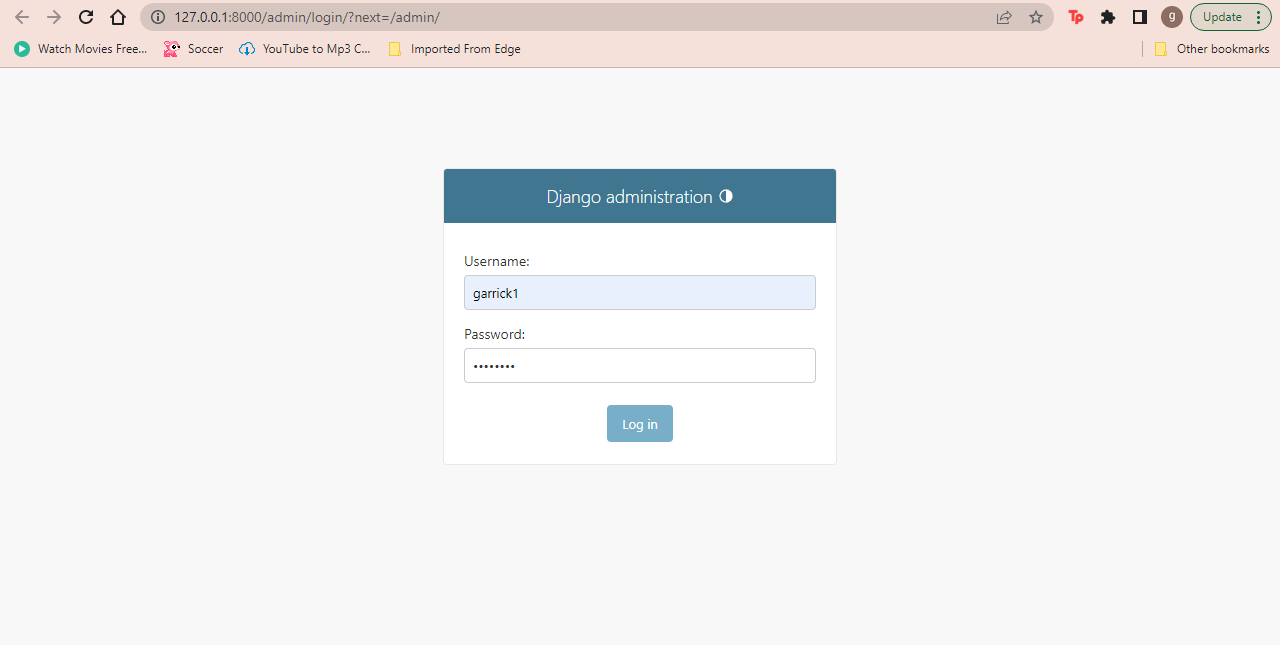 127.0.0.1:8000/admin/login/?next=/admin/
Tp
g
Update
Watch Movies Free...
Soccer
YouTube to Mp3 C...
Imported From Edge
Other bookmarks
Django administration
Username:
garrick1
Password:
••••••••
Log in